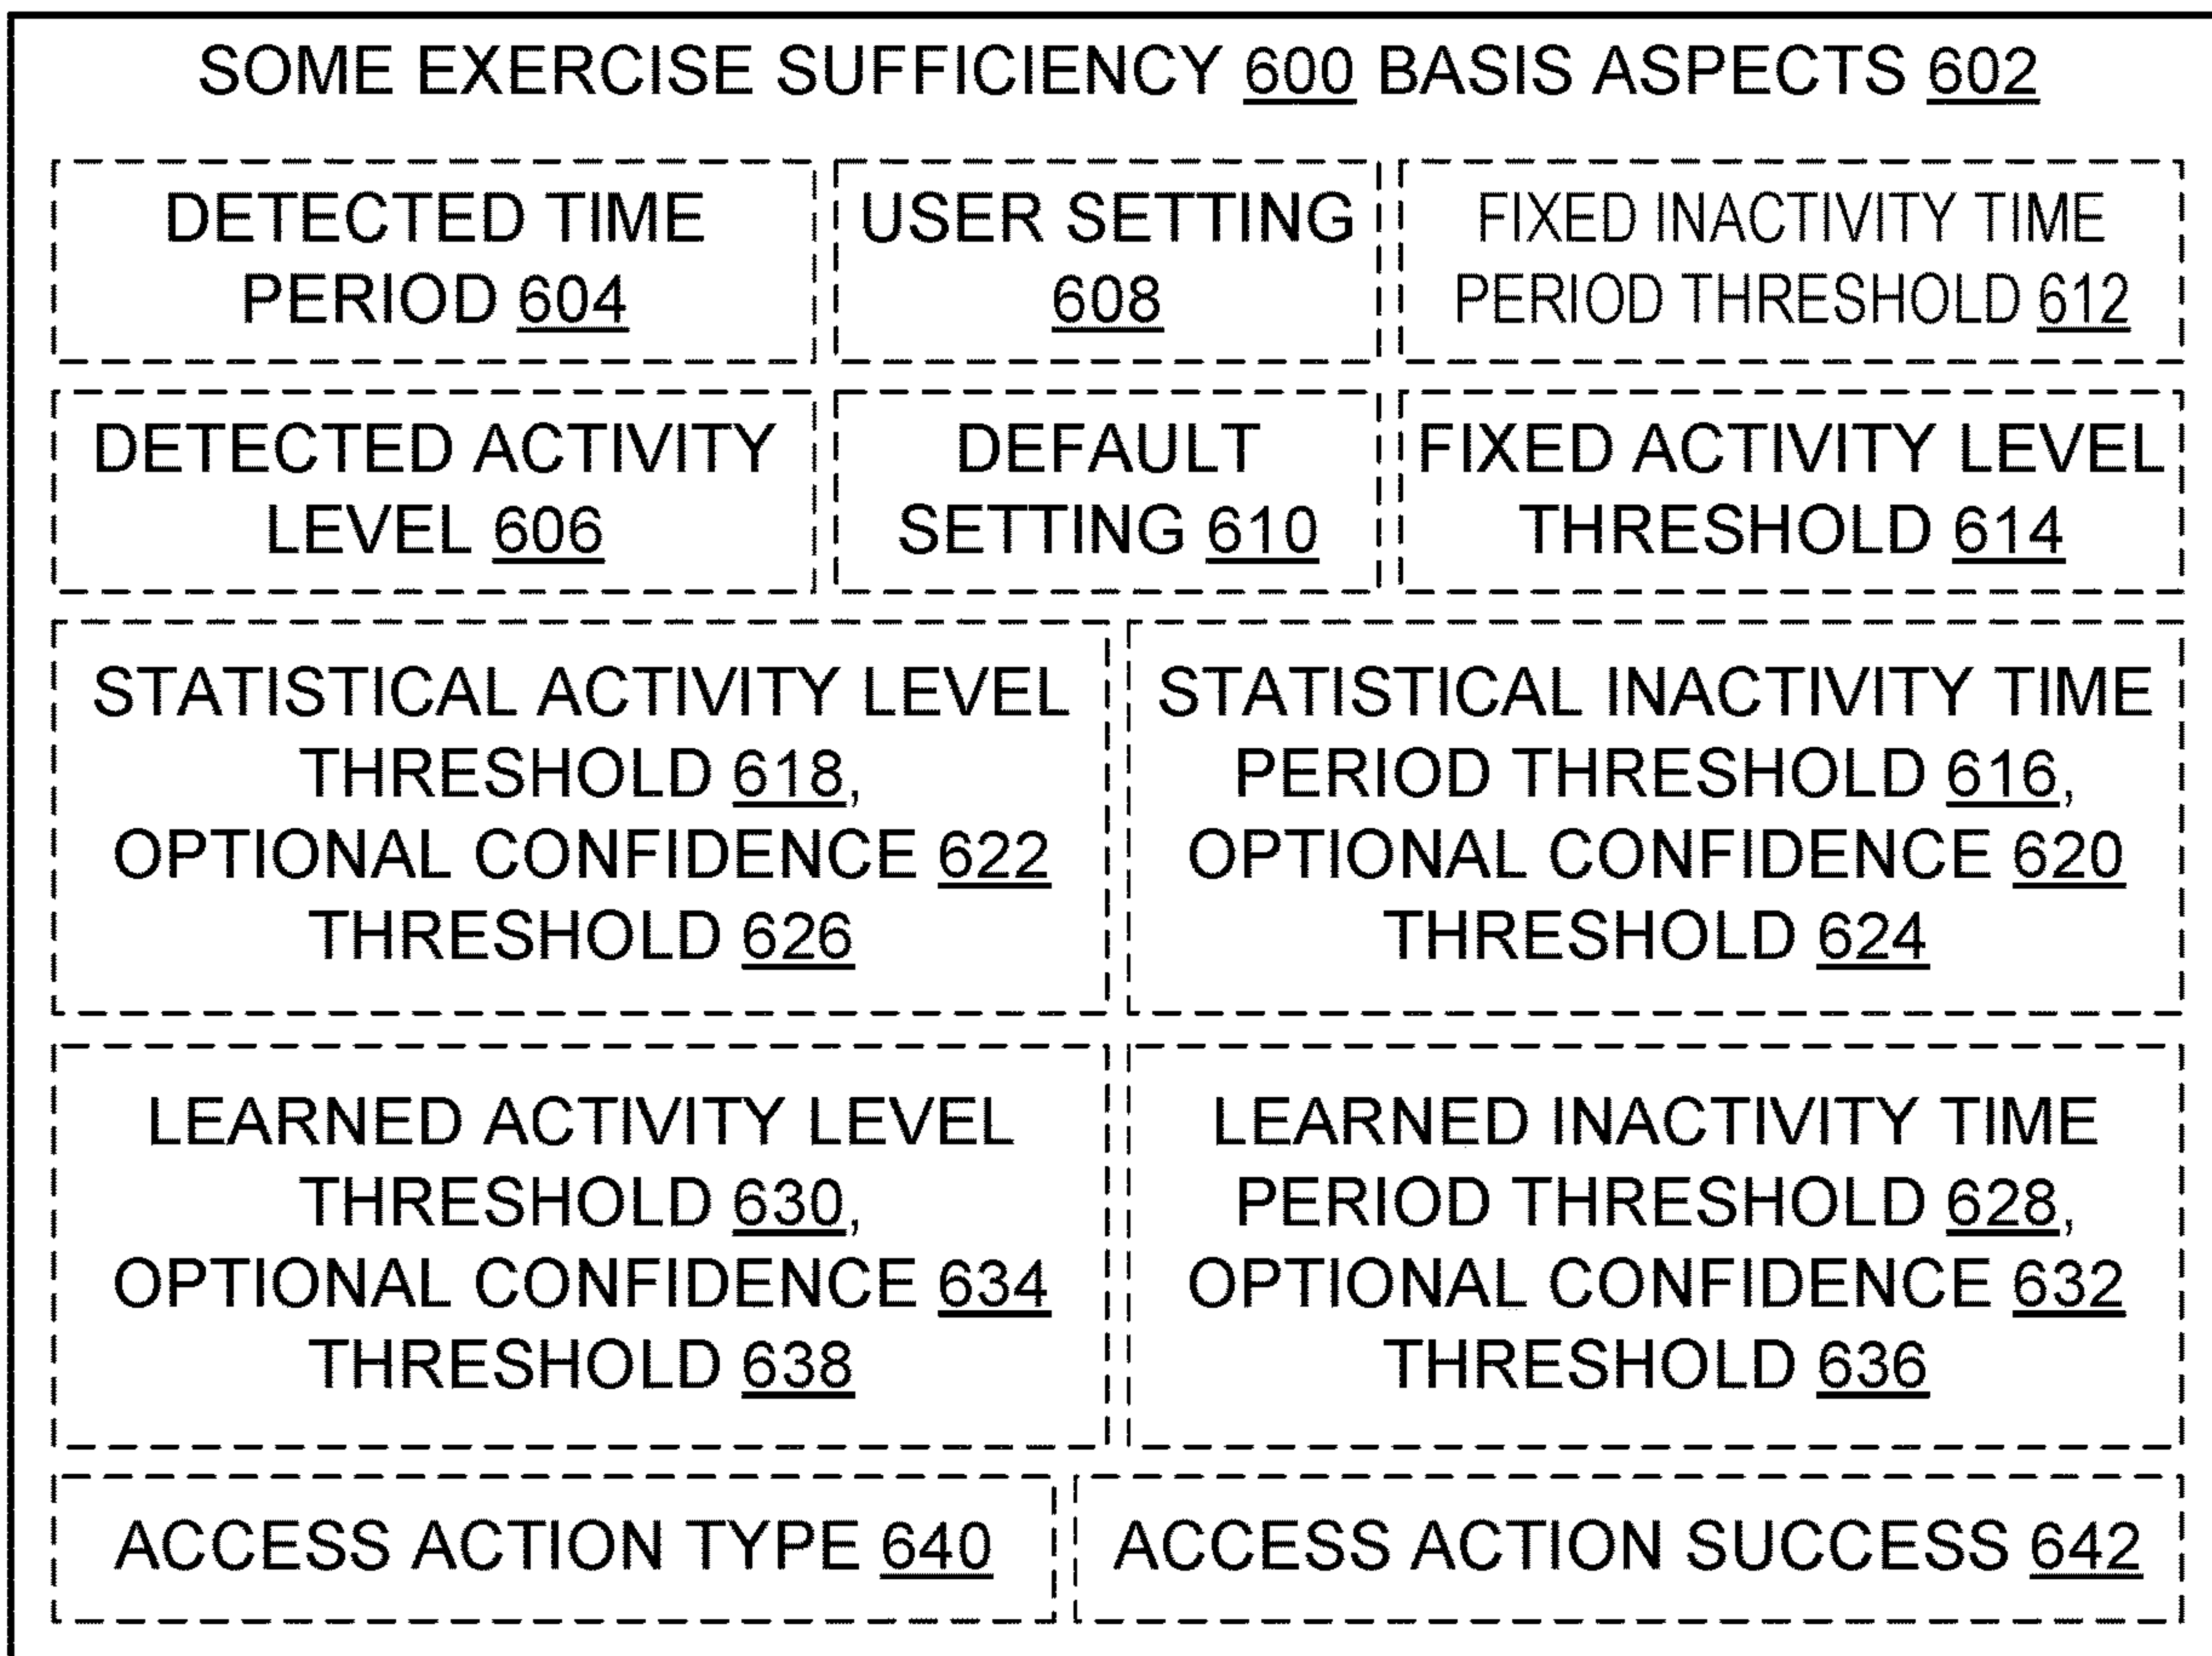 SOME EXERCISE SUFFICIENCY 600 BASIS ASPECTS 602
DETECTED TIME
PERIOD 604
USER SETTING
608
FIXED INACTIVITY TIME
PERIOD THRESHOLD 612
DETECTED ACTIVITY
LEVEL 606
DEFAULT
SETTING 610
FIXED ACTIVITY LEVEL
THRESHOLD 614
STATISTICAL ACTIVITY LEVEL
THRESHOLD 618,
OPTIONAL CONFIDENCE 622
THRESHOLD 626
STATISTICAL INACTIVITY TIME
PERIOD THRESHOLD 616,
OPTIONAL CONFIDENCE 620
THRESHOLD 624
LEARNED ACTIVITY LEVEL
THRESHOLD 630,
OPTIONAL CONFIDENCE 634
THRESHOLD 638
LEARNED INACTIVITY TIME
PERIOD THRESHOLD 628,
OPTIONAL CONFIDENCE 632
THRESHOLD 636
ACCESS ACTION TYPE 640
ACCESS ACTION SUCCESS 642